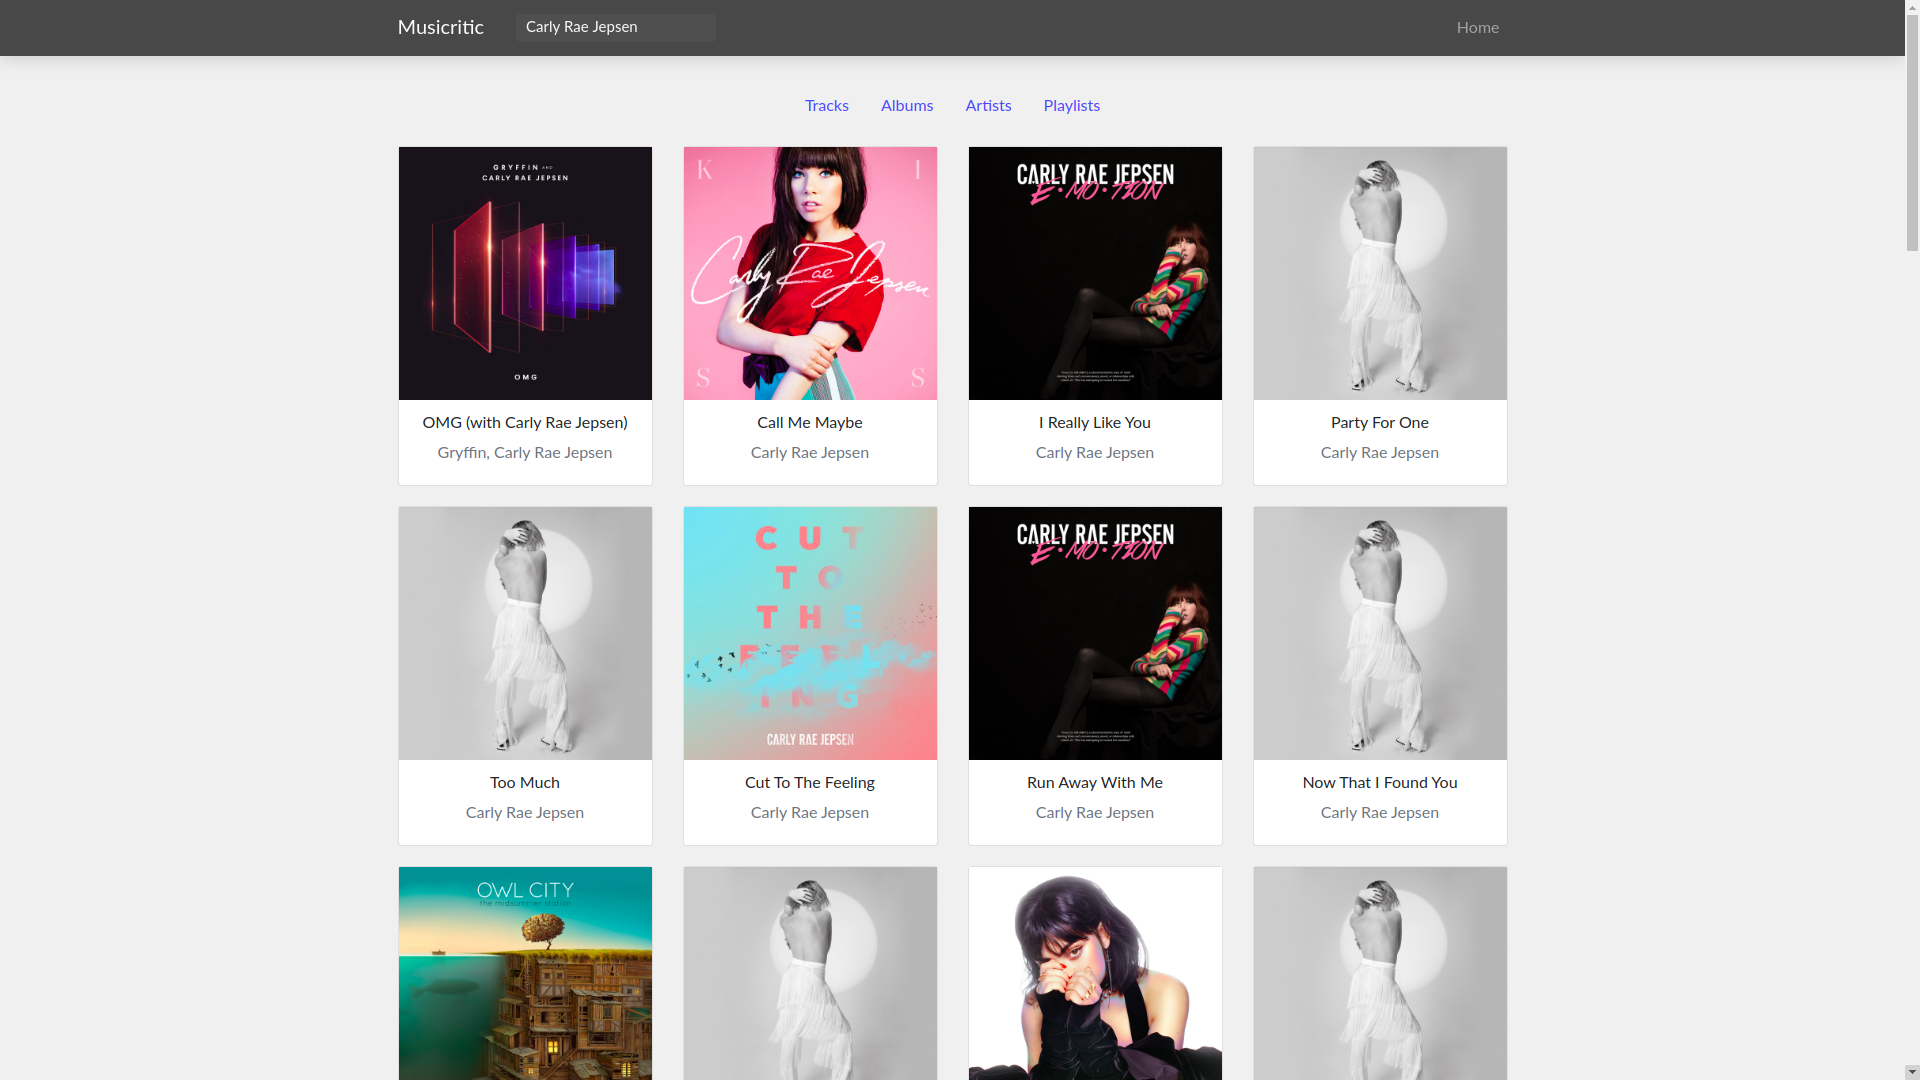 Musicritic
Carly Rae Jepsen
Home
Tracks
Albums
Artists
Playlists
GRYFFIN AND
CARLY RAE JEPSEN
OMG
K I
Carly Rae Jepsen
S S
CARLY RAE JEPSEN
E•MO•TION
OMG (with Carly Rae Jepsen)
Gryffin, Carly Rae Jepsen
Call Me Maybe
Carly Rae Jepsen
I Really Like You
Carly Rae Jepsen
Party For One
Carly Rae Jepsen
CUT
TO
THE
FEEL
ING
CARLY RAE JEPSEN
CARLY RAE JEPSEN
E•MO•TION
Too Much
Carly Rae Jepsen
Cut To The Feeling
Carly Rae Jepsen
Run Away With Me
Carly Rae Jepsen
Now That I Found You
Carly Rae Jepsen
OWL CITY
the midsummer station